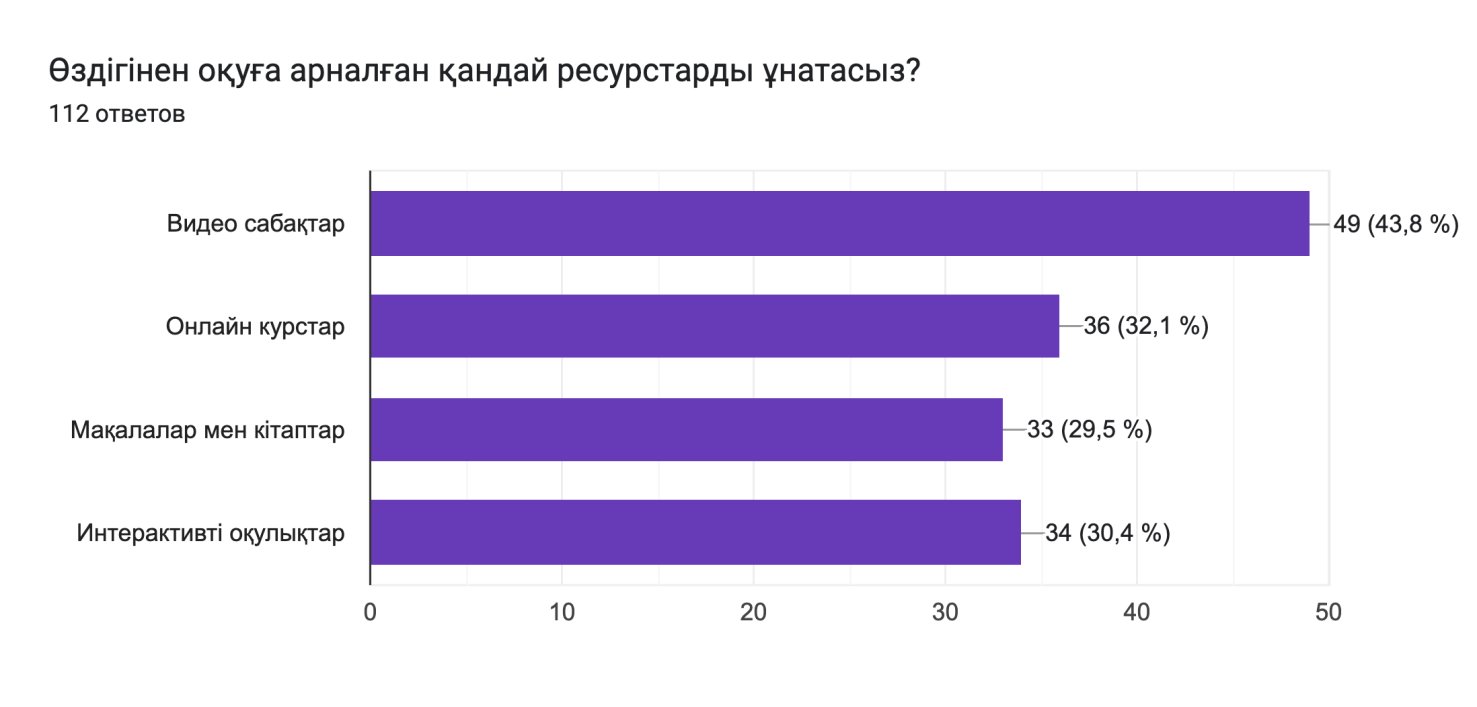 Өздігінен оқуға арналған қандай ресурстарды ұнатасыз?
112 ответов
Видео сабақтар
49 (43,8 %)
Онлайн курстар
36 (32,1 %)
Мақалалар мен кітаптар
33 (29,5 %)
Интерактивті оқулықтар
34 (30,4 %)
0 10 20 30 40 50